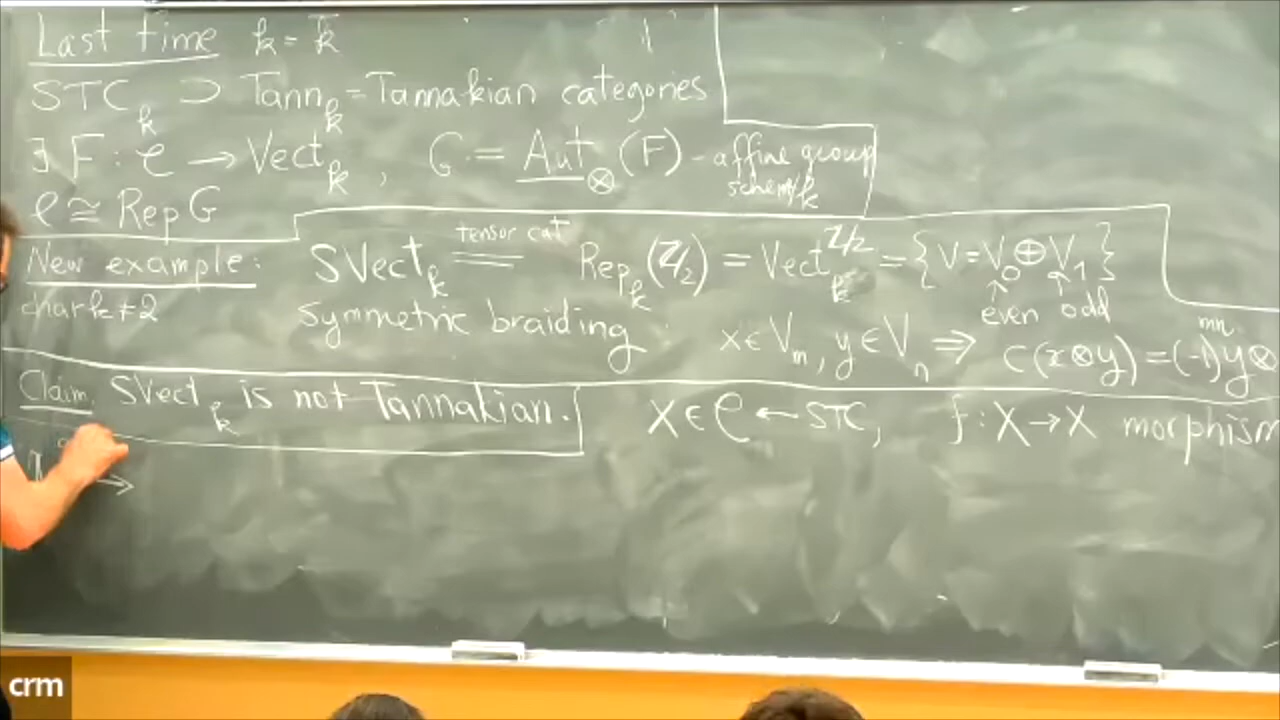 Last time k = k̄
STC_k ⊃ Tann_k = Tannakian categories
∃ F : C → Vect_k , G := Aut_⊗ (F) - affine group scheme/k
C ≅ Rep G
New example: SVect_k =(tensor cat) Rep_k (Z/2) = Vect_k^{Z/2} = {V = V_0 ⊕ V_1}
even odd
char k ≠ 2 symmetric braiding x ∈ V_m , y ∈ V_n ⇒ c(x⊗y) = (-1)^{mn} y⊗
Claim. SVect_k is not Tannakian. X ∈ C ← STC, f : X → X morphism
→
crm